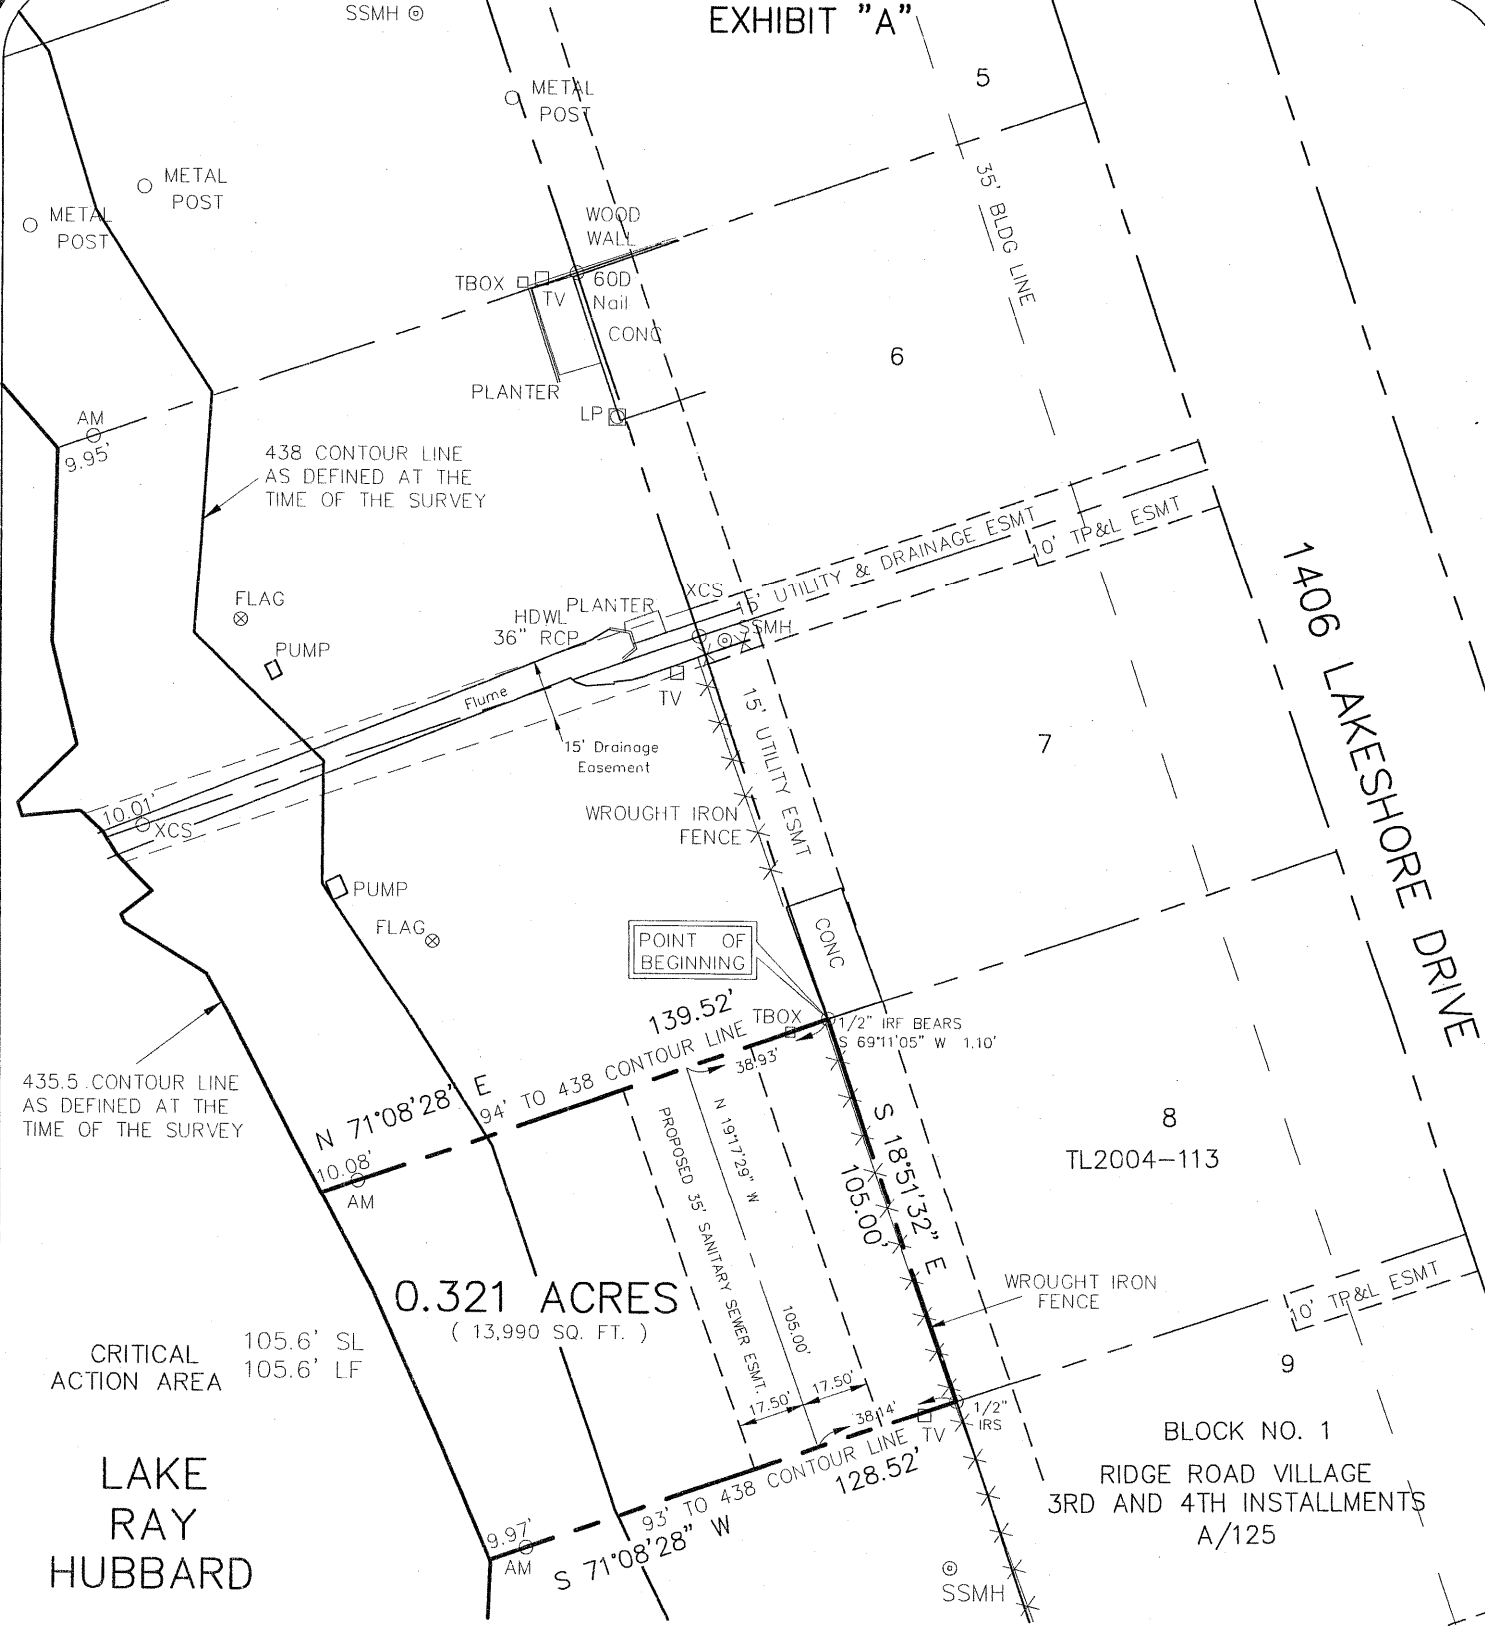 EXHIBIT "A"
SSMH
5
METAL
POST
METAL
POST
METAL
POST
35' BLDG LINE
WOOD
WALL
TBOX
TV
60D
Nail
CONC
PLANTER
LP
6
AM
9.95'
438 CONTOUR LINE
AS DEFINED AT THE
TIME OF THE SURVEY
15' UTILITY & DRAINAGE ESMT
10' TP&L ESMT
1406 LAKESHORE DRIVE
FLAG
PUMP
HDWL
36" RCP
PLANTER
XCS
SSMH
TV
Flume
15' Drainage
Easement
15' UTILITY ESMT
7
10.01'
XCS
WROUGHT IRON
FENCE
PUMP
FLAG
CONC
POINT OF
BEGINNING
139.52'
TBOX
1/2" IRF BEARS
S 69°11'05" W 1.10'
94' TO 438 CONTOUR LINE
38.93'
N 71°08'28" E
10.08'
AM
435.5 CONTOUR LINE
AS DEFINED AT THE
TIME OF THE SURVEY
PROPOSED 35' SANITARY SEWER ESMT.
N 19°17'29" W
105.00'
S 18°51'32" E
105.00'
8
TL2004-113
0.321 ACRES
( 13,990 SQ. FT. )
WROUGHT IRON
FENCE
10' TP&L ESMT
CRITICAL
ACTION AREA
105.6' SL
105.6' LF
17.50'
17.50'
38.14'
9
1/2"
IRS
TV
93' TO 438 CONTOUR LINE
128.52'
S 71°08'28" W
9.97'
AM
BLOCK NO. 1
RIDGE ROAD VILLAGE
3RD AND 4TH INSTALLMENTS
A/125
LAKE
RAY
HUBBARD
SSMH